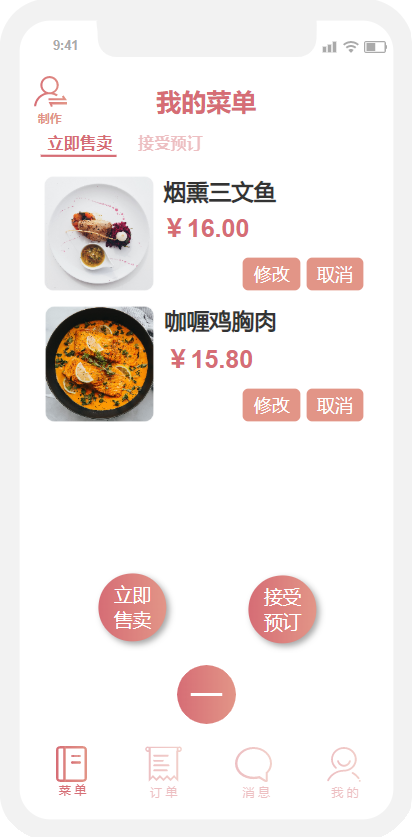 9:41
我的菜单
制作
立即售卖 接受预订
烟熏三文鱼
￥16.00
修改 取消
咖喱鸡胸肉
￥15.80
修改 取消
立即
售卖
接受
预订
菜单 订单 消息 我的